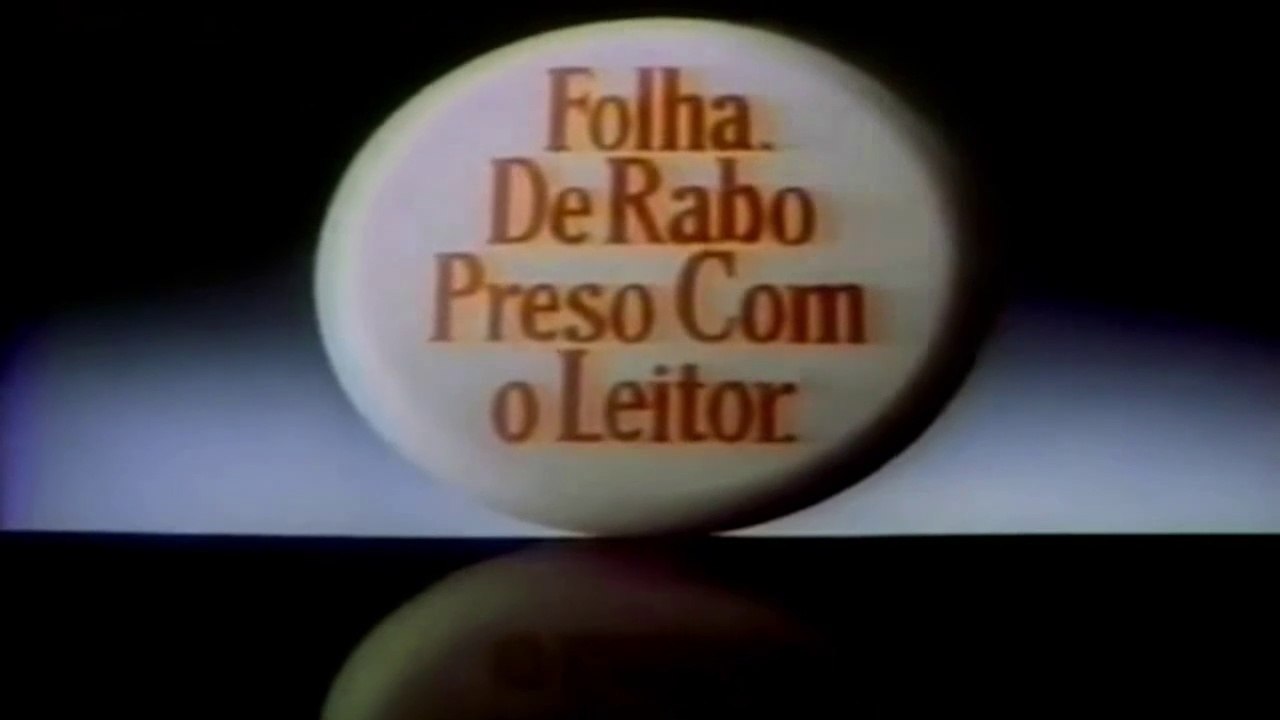 Folha.
De Rabo
Preso Com
o Leitor.